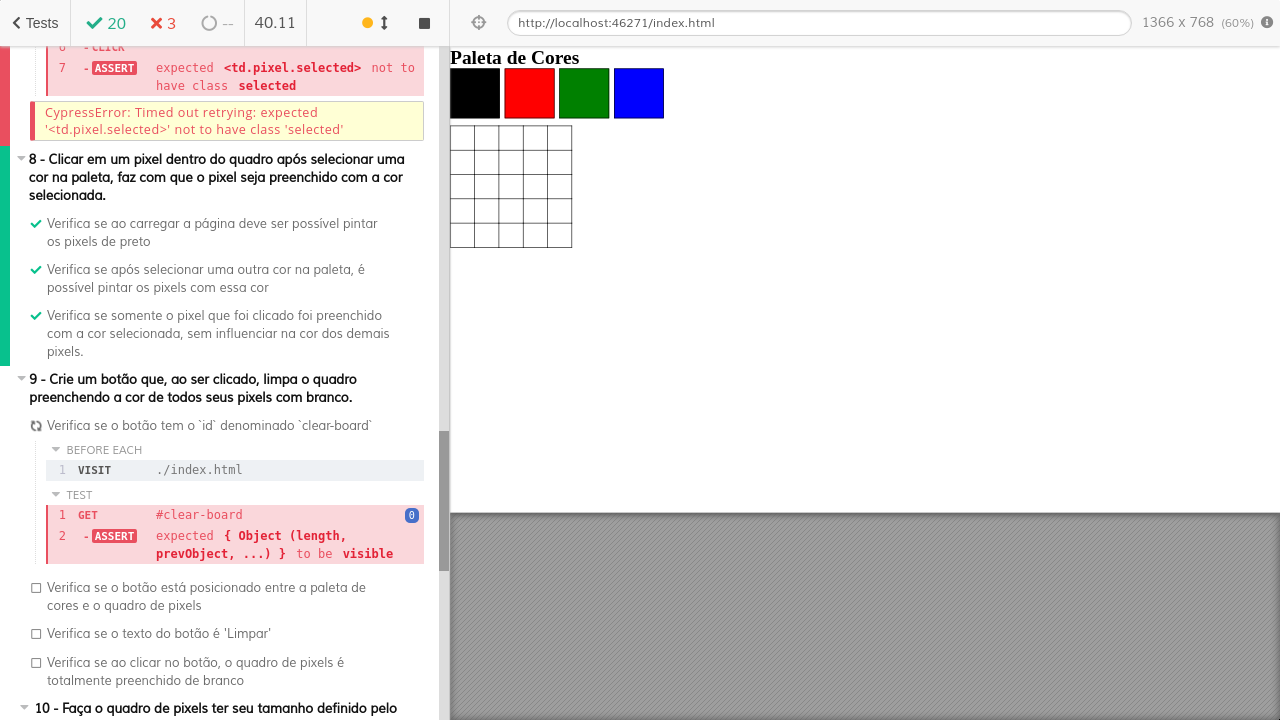 Tests 20 3 -- 40.11 http://localhost:46271/index.html 1366 x 768 (60%)
6 -CLICK
7 -ASSERT expected <td.pixel.selected> not to
have class selected
CypressError: Timed out retrying: expected
'<td.pixel.selected>' not to have class 'selected'
8 - Clicar em um pixel dentro do quadro após selecionar uma
cor na paleta, faz com que o pixel seja preenchido com a cor
selecionada.
Verifica se ao carregar a página deve ser possível pintar
os pixels de preto
Verifica se após selecionar uma outra cor na paleta, é
possível pintar os pixels com essa cor
Verifica se somente o pixel que foi clicado foi preenchido
com a cor selecionada, sem influenciar na cor dos demais
pixels.
9 - Crie um botão que, ao ser clicado, limpa o quadro
preenchendo a cor de todos seus pixels com branco.
Verifica se o botão tem o `id` denominado `clear-board`
BEFORE EACH
1 VISIT ./index.html
TEST
1 GET #clear-board 0
2 -ASSERT expected { Object (length,
prevObject, ...) } to be visible
Verifica se o botão está posicionado entre a paleta de
cores e o quadro de pixels
Verifica se o texto do botão é 'Limpar'
Verifica se ao clicar no botão, o quadro de pixels é
totalmente preenchido de branco
10 - Faça o quadro de pixels ter seu tamanho definido pelo
Paleta de Cores